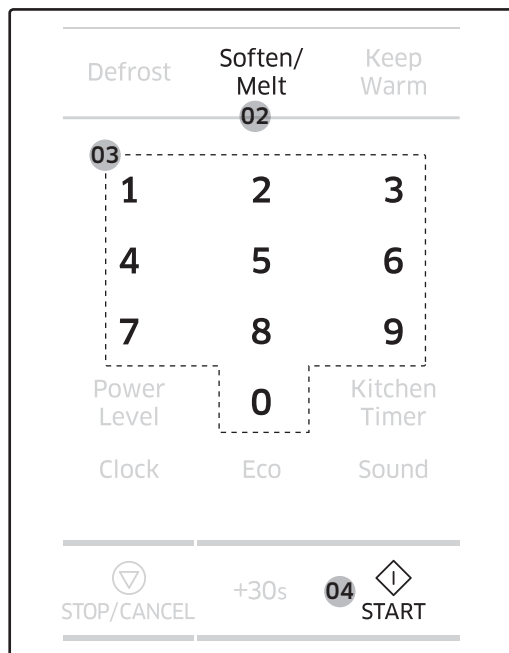 Defrost Soften/ Melt Keep Warm
02
03
1 2 3
4 5 6
7 8 9
Power Level 0 Kitchen Timer
Clock Eco Sound
STOP/CANCEL +30s 04 START